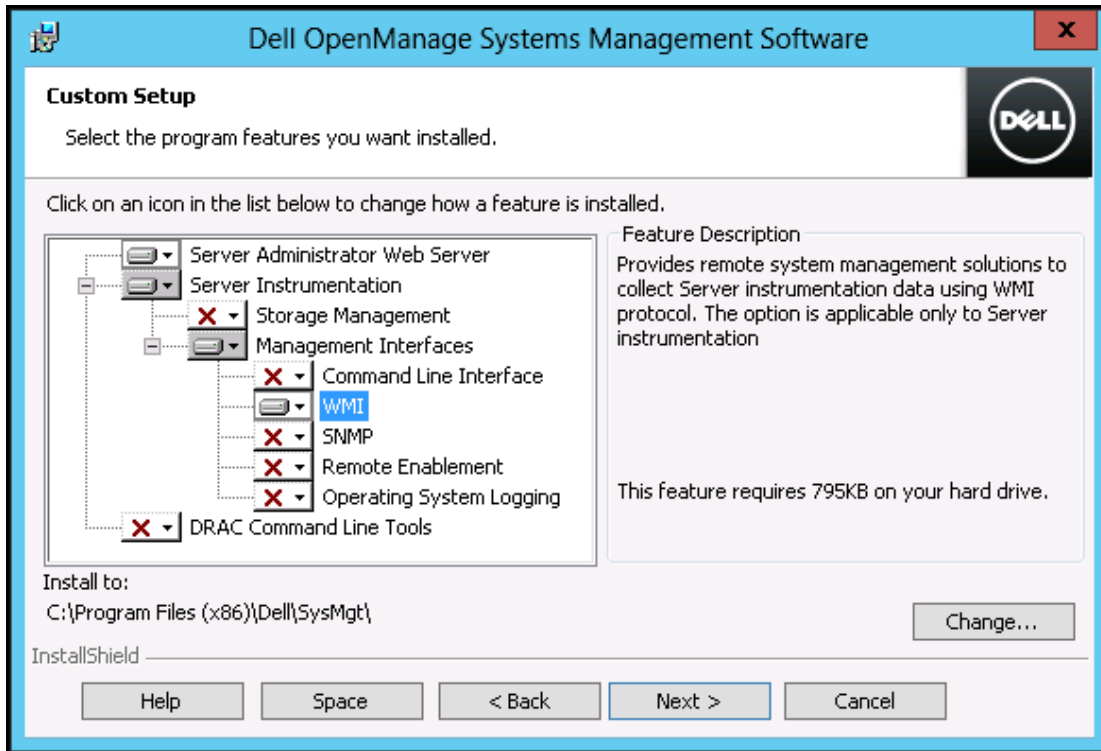 Dell OpenManage Systems Management Software
x
Custom Setup
Select the program features you want installed.
DELL
Click on an icon in the list below to change how a feature is installed.
Server Administrator Web Server
Server Instrumentation
Storage Management
Management Interfaces
Command Line Interface
WMI
SNMP
Remote Enablement
Operating System Logging
DRAC Command Line Tools
Feature Description
Provides remote system management solutions to
collect Server instrumentation data using WMI
protocol. The option is applicable only to Server
instrumentation
This feature requires 795KB on your hard drive.
Install to:
C:\Program Files (x86)\Dell\SysMgt\
Change...
InstallShield
Help
Space
< Back
Next >
Cancel